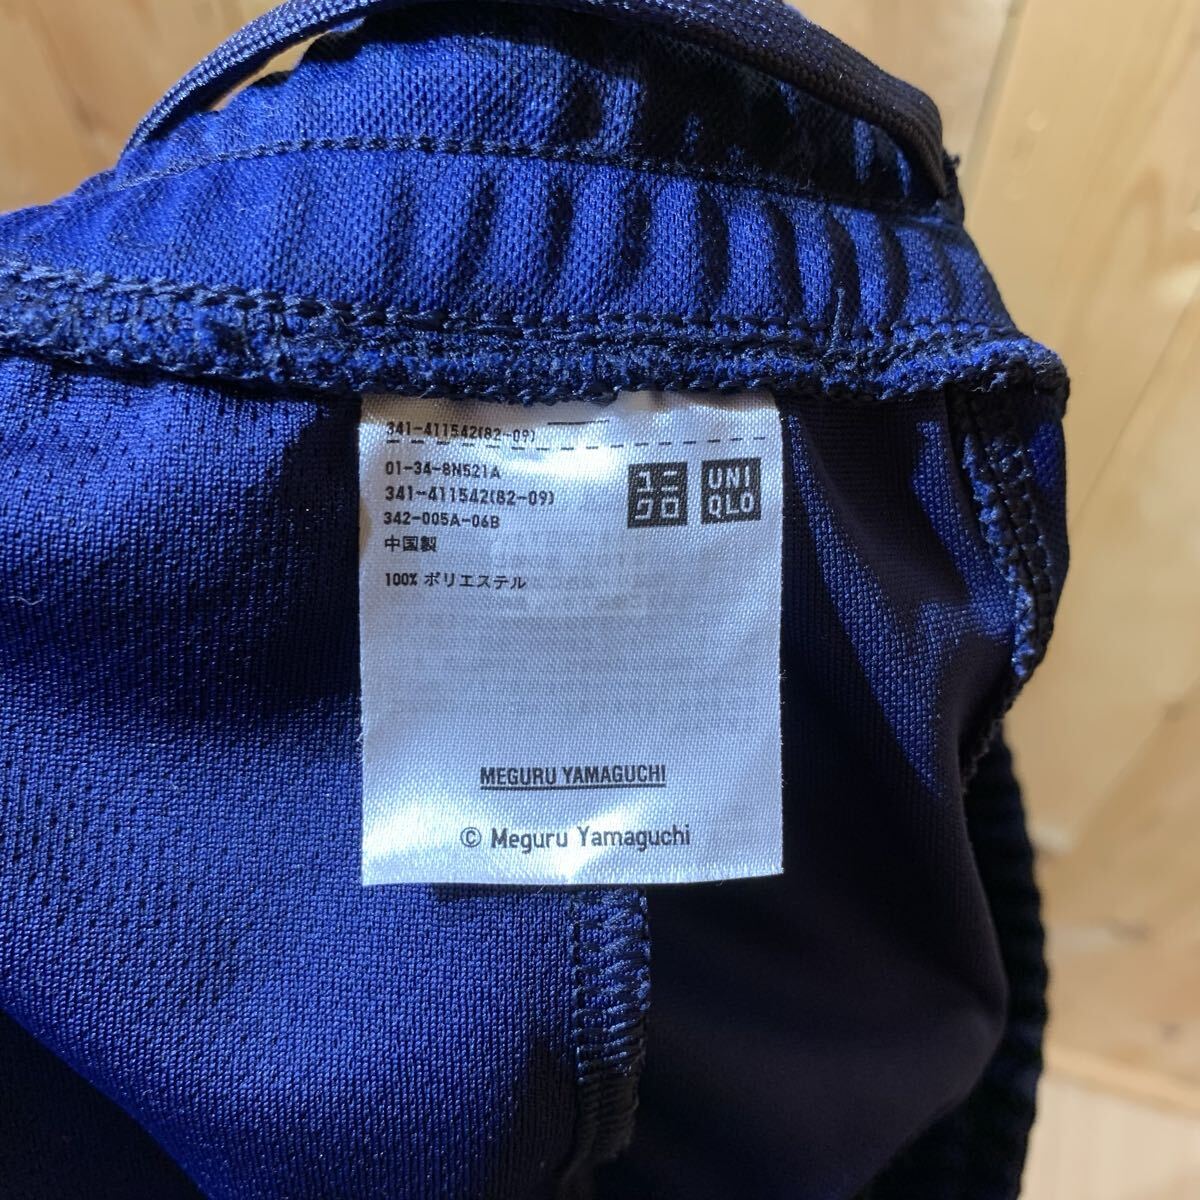 341-411542(82-09)
01-34-8N521A
341-411542(82-09)
342-005A-06B
中国製
100% ポリエステル
ユニ
クロ
UNI
QLO
MEGURU YAMAGUCHI
© Meguru Yamaguchi